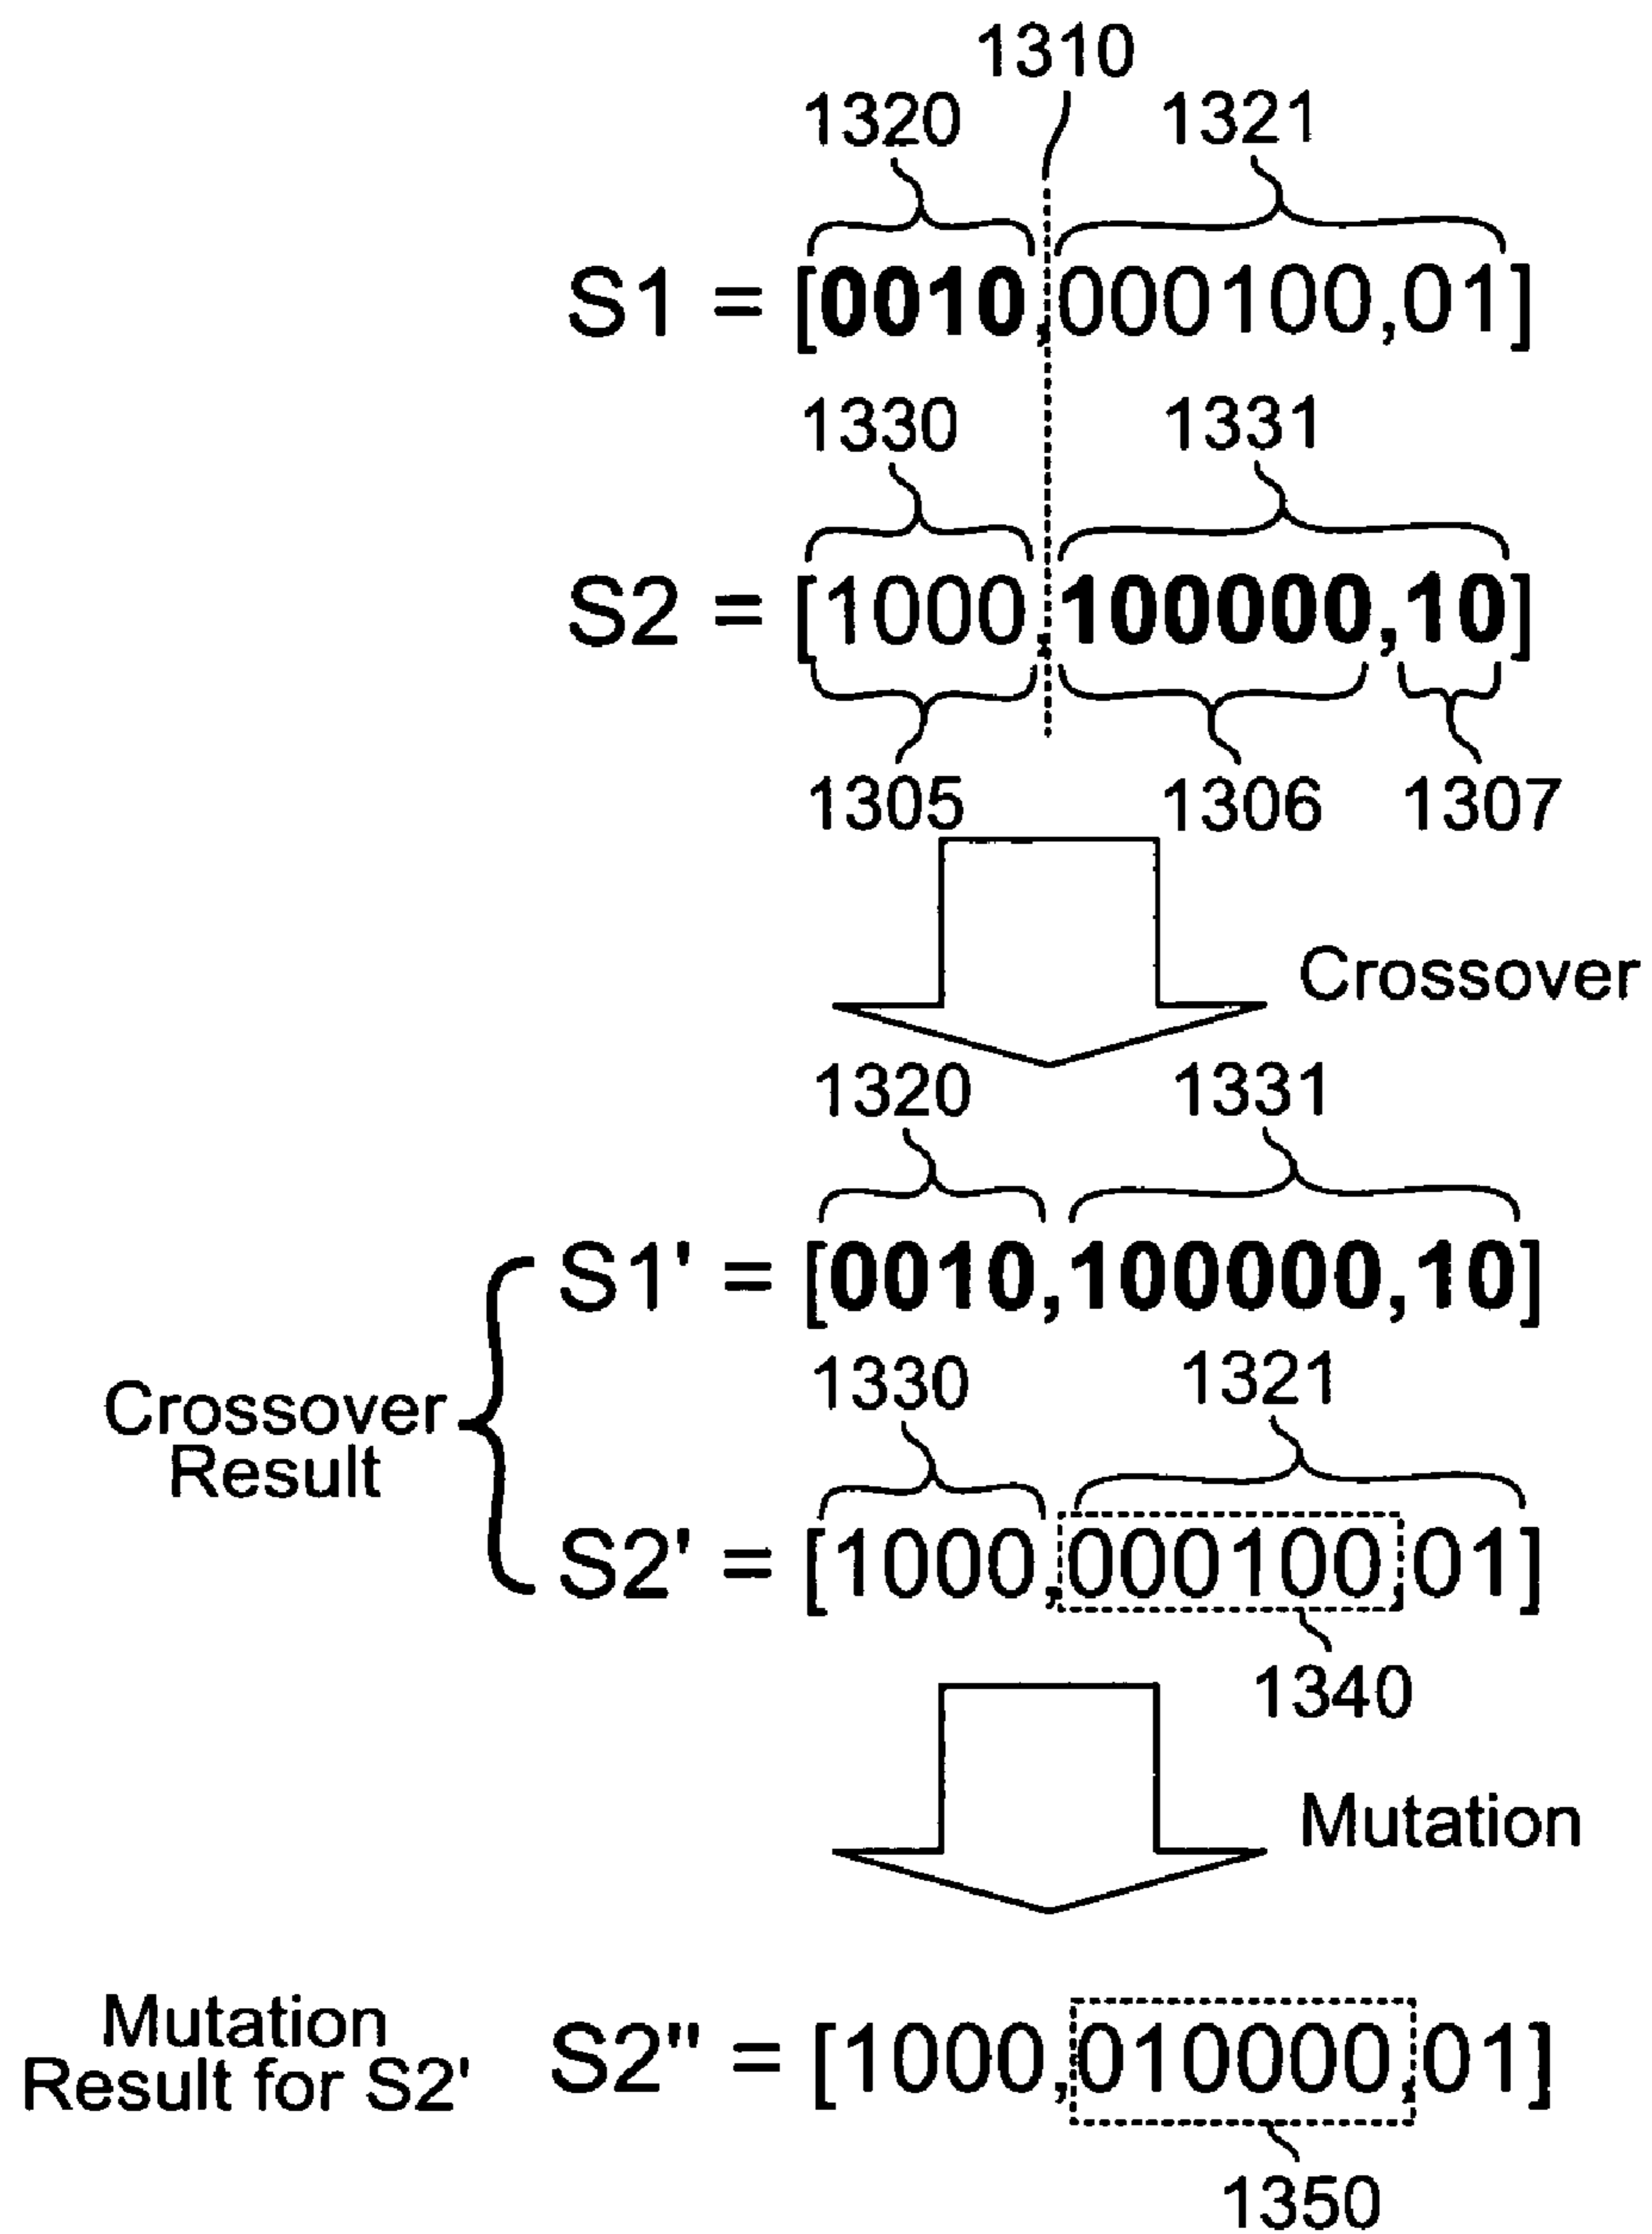 1310
1320 1321
S1 = [0010,000100,01]
1330 1331
S2 = [1000,100000,10]
1305 1306 1307
Crossover
1320 1331
S1' = [0010,100000,10]
1330 1321
Crossover
Result
S2' = [1000,000100,01]
1340
Mutation
Mutation
Result for S2'
S2" = [1000,010000,01]
1350